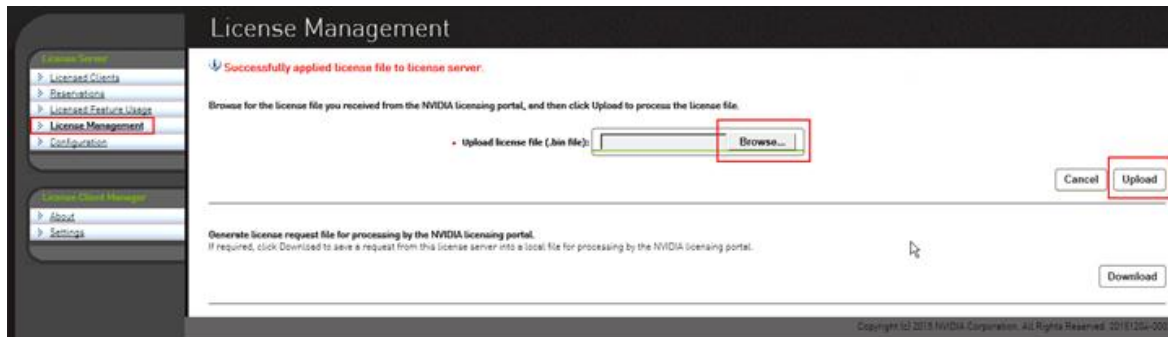 License Management
License Server
Licensed Clients
Reservations
Licensed Feature Usage
License Management
Configuration
License Client Manager
About
Settings
Successfully applied license file to license server.
Browse for the license file you received from the NVIDIA licensing portal, and then click Upload to process the license file.
Upload license file (.bin file):
Browse...
Cancel Upload
Generate license request file for processing by the NVIDIA licensing portal.
If required, click Download to save a request from this license server into a local file for processing by the NVIDIA licensing portal.
Download
Copyright (c) 2015 NVIDIA Corporation. All Rights Reserved.